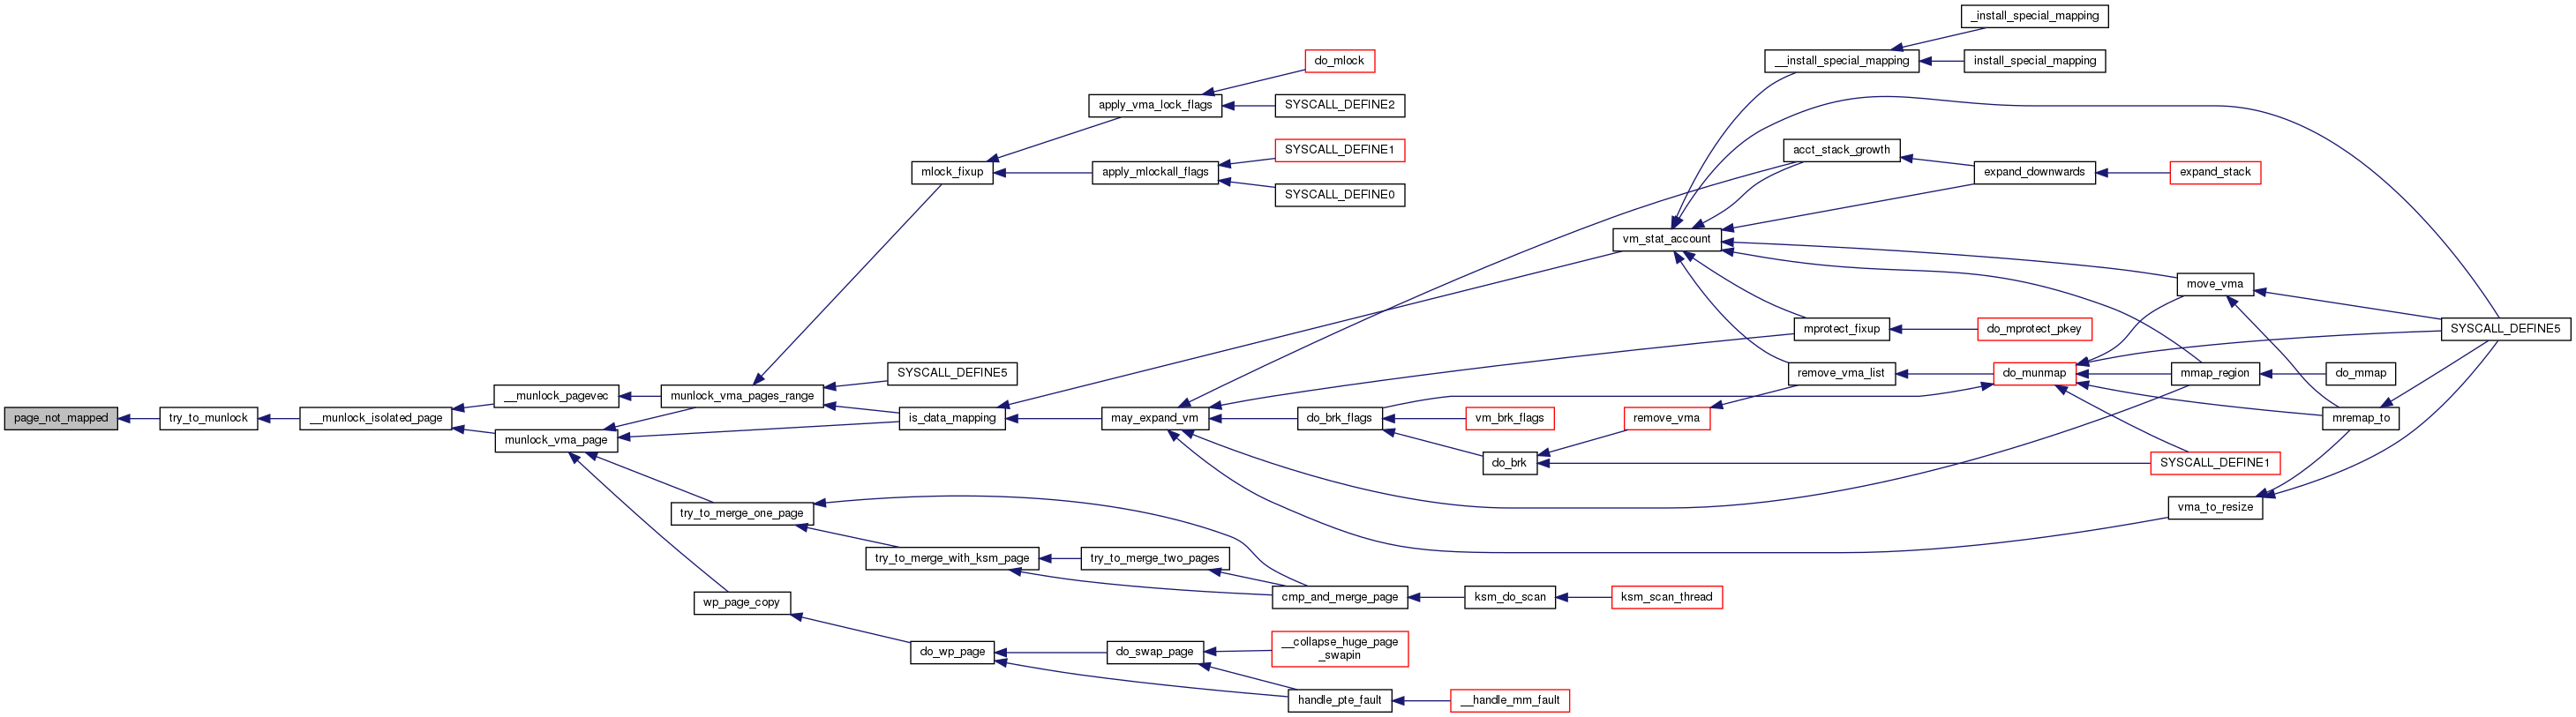 _install_special_mapping
do_mlock
__install_special_mapping
install_special_mapping
apply_vma_lock_flags
SYSCALL_DEFINE2
SYSCALL_DEFINE1
acct_stack_growth
mlock_fixup
apply_mlockall_flags
expand_downwards
expand_stack
SYSCALL_DEFINE0
vm_stat_account
move_vma
mprotect_fixup
do_mprotect_pkey
SYSCALL_DEFINE5
SYSCALL_DEFINE5
remove_vma_list
do_munmap
mmap_region
do_mmap
__munlock_pagevec
munlock_vma_pages_range
page_not_mapped
try_to_munlock
__munlock_isolated_page
is_data_mapping
may_expand_vm
do_brk_flags
vm_brk_flags
remove_vma
mremap_to
munlock_vma_page
do_brk
SYSCALL_DEFINE1
vma_to_resize
try_to_merge_one_page
try_to_merge_with_ksm_page
try_to_merge_two_pages
wp_page_copy
cmp_and_merge_page
ksm_do_scan
ksm_scan_thread
do_wp_page
do_swap_page
__collapse_huge_page
_swapin
handle_pte_fault
__handle_mm_fault